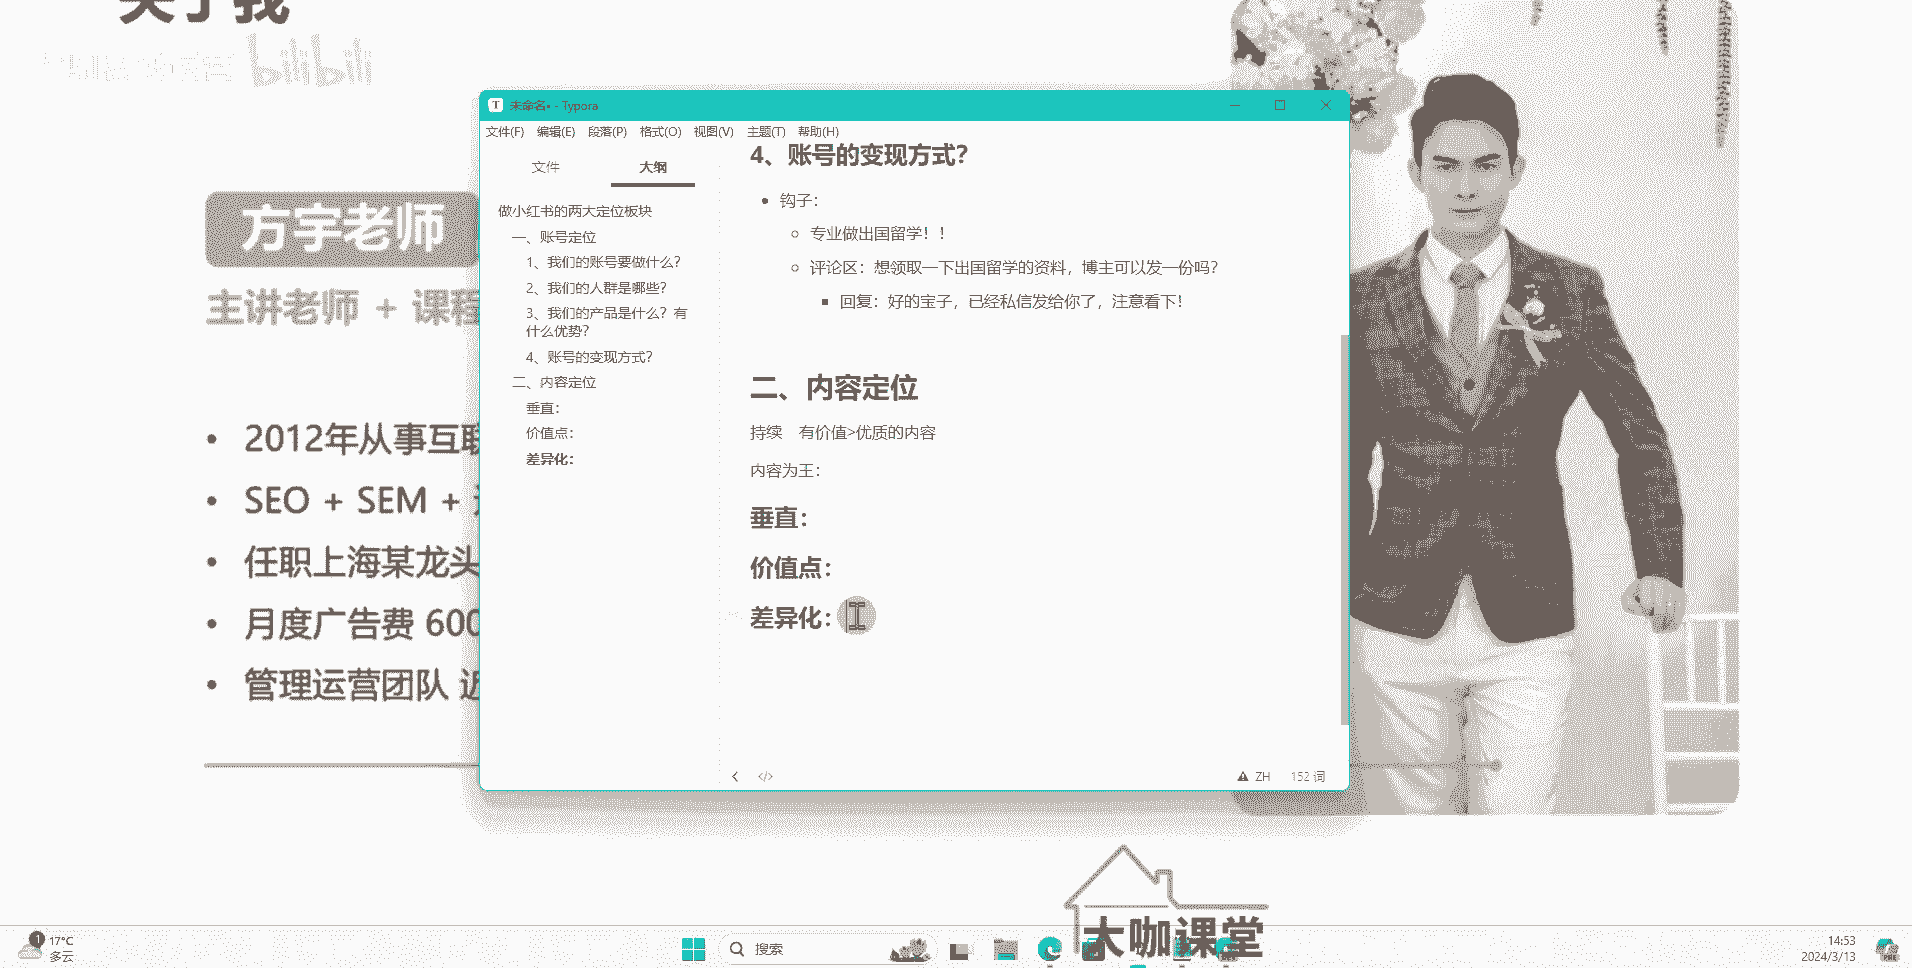 关于我
bilibili
方宇老师
主讲老师 + 课程
2012年从事互联
SEO + SEM +
任职上海某龙头
月度广告费 600
管理运营团队 近
T 未命名• - Typora
文件(F) 编辑(E) 段落(P) 格式(O) 视图(V) 主题(T) 帮助(H)
文件 大纲
做小红书的两大定位板块
一、账号定位
1、我们的账号要做什么？
2、我们的人群是哪些？
3、我们的产品是什么？有
什么优势？
4、账号的变现方式？
二、内容定位
垂直：
价值点：
差异化：
4、账号的变现方式？
钩子：
专业做出国留学！！
评论区：想领取一下出国留学的资料，博主可以发一份吗？
回复：好的宝子，已经私信发给你了，注意看下！
二、内容定位
持续 有价值>优质的内容
内容为王：
垂直：
价值点：
差异化：
</> ZH 152 词
大咖课堂
1
17°C
多云
搜索
14:53
2024/3/13
PRE